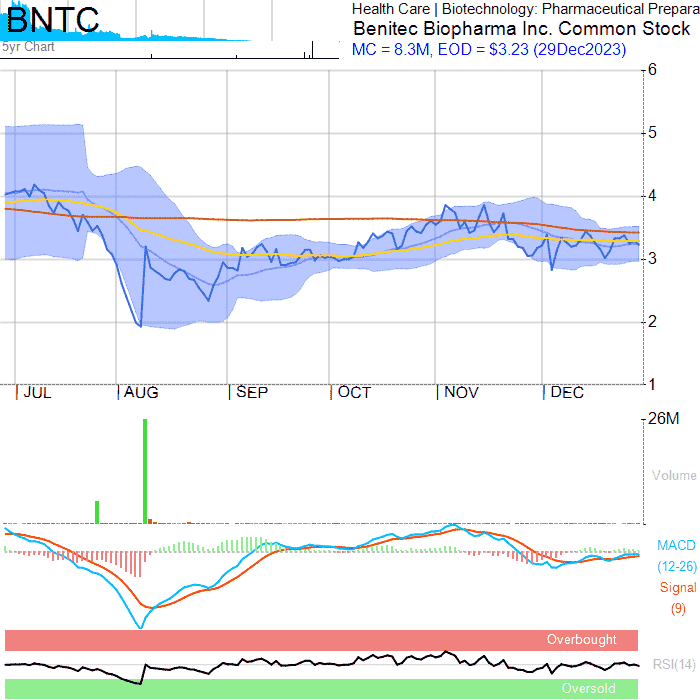 BNTC
Health Care | Biotechnology: Pharmaceutical Prepara
Benitec Biopharma Inc. Common Stock
MC = 8.3M, EOD = $3.23 (29Dec2023)
5yr Chart
6
5
4
3
2
1
JUL AUG SEP OCT NOV DEC
26M
Volume
MACD
(12-26)
Signal
(9)
Overbought
RSI(14)
Oversold